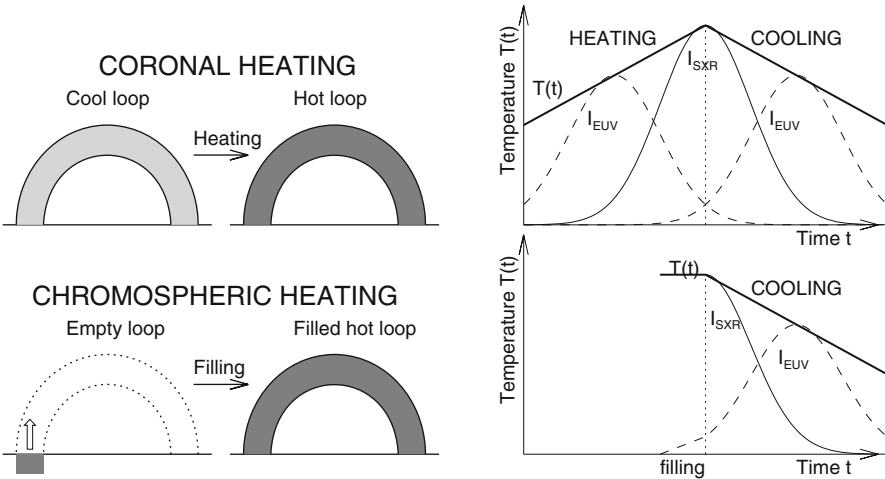 CORONAL HEATING
Cool loop
Hot loop
Heating
CHROMOSPHERIC HEATING
Empty loop
Filled hot loop
Filling
Temperature T(t)
HEATING
COOLING
I_SXR
T(t)
I_EUV
I_EUV
Time t
Temperature T(t)
T(t)
COOLING
I_SXR
I_EUV
filling
Time t